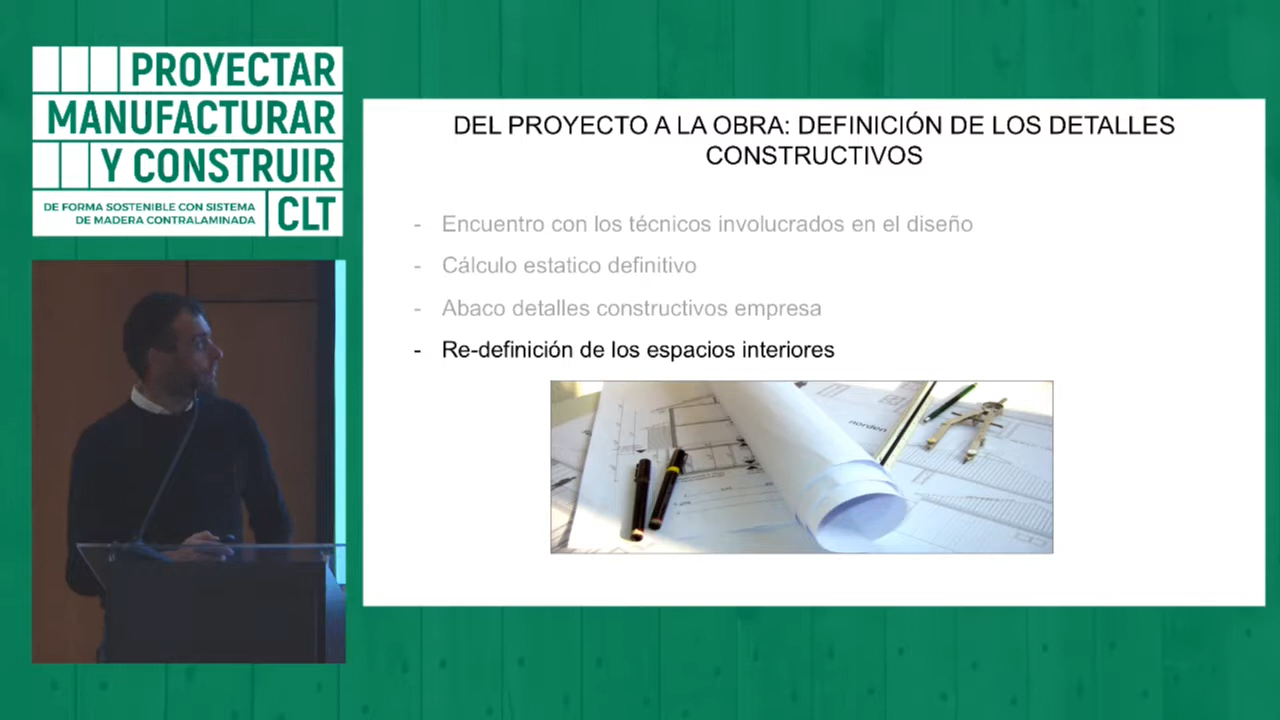 PROYECTAR
MANUFACTURAR
Y CONSTRUIR
DE FORMA SOSTENIBLE CON SISTEMA
DE MADERA CONTRALAMINADA
CLT
DEL PROYECTO A LA OBRA: DEFINICIÓN DE LOS DETALLES
CONSTRUCTIVOS
- Encuentro con los técnicos involucrados en el diseño
- Cálculo estatico definitivo
- Abaco detalles constructivos empresa
- Re-definición de los espacios interiores
norden